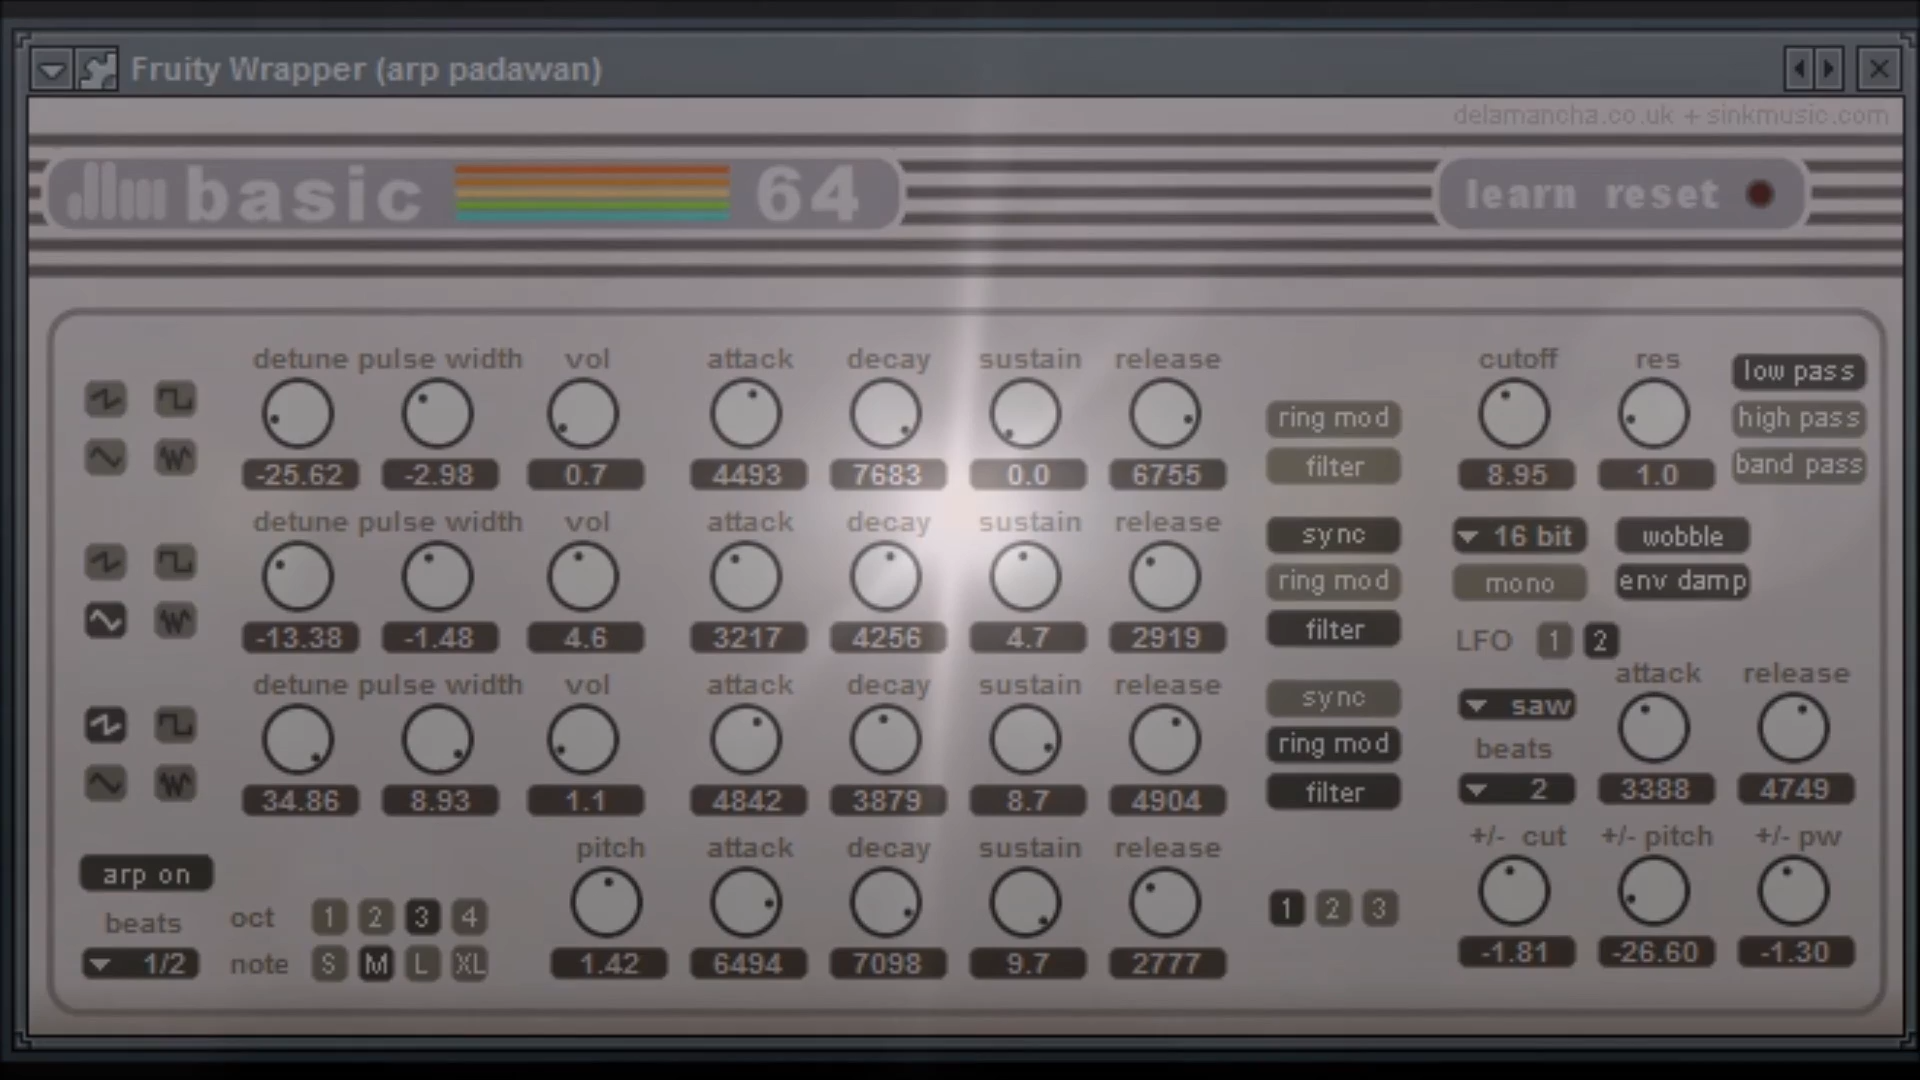 Fruity Wrapper (arp padawan)
delamancha.co.uk + sinkmusic.com
basic 64
learn reset
detune pulse width vol attack decay sustain release cutoff res low pass
ring mod high pass
filter band pass
-25.62 -2.98 0.7 4493 7683 0.0 6755 8.95 1.0
detune pulse width vol attack decay sustain release sync 16 bit wobble
ring mod mono env damp
-13.38 -1.48 4.6 3217 4256 4.7 2919 filter LFO 1 2
detune pulse width vol attack decay sustain release sync saw attack release
ring mod beats
34.86 8.93 1.1 4842 3879 8.7 4904 filter 2 3388 4749
pitch attack decay sustain release +/- cut +/- pitch +/- pw
arp on
beats oct 1 2 3 4 1 2 3
1/2 note S M L XL 1.42 6494 7098 9.7 2777 -1.81 -26.60 -1.30